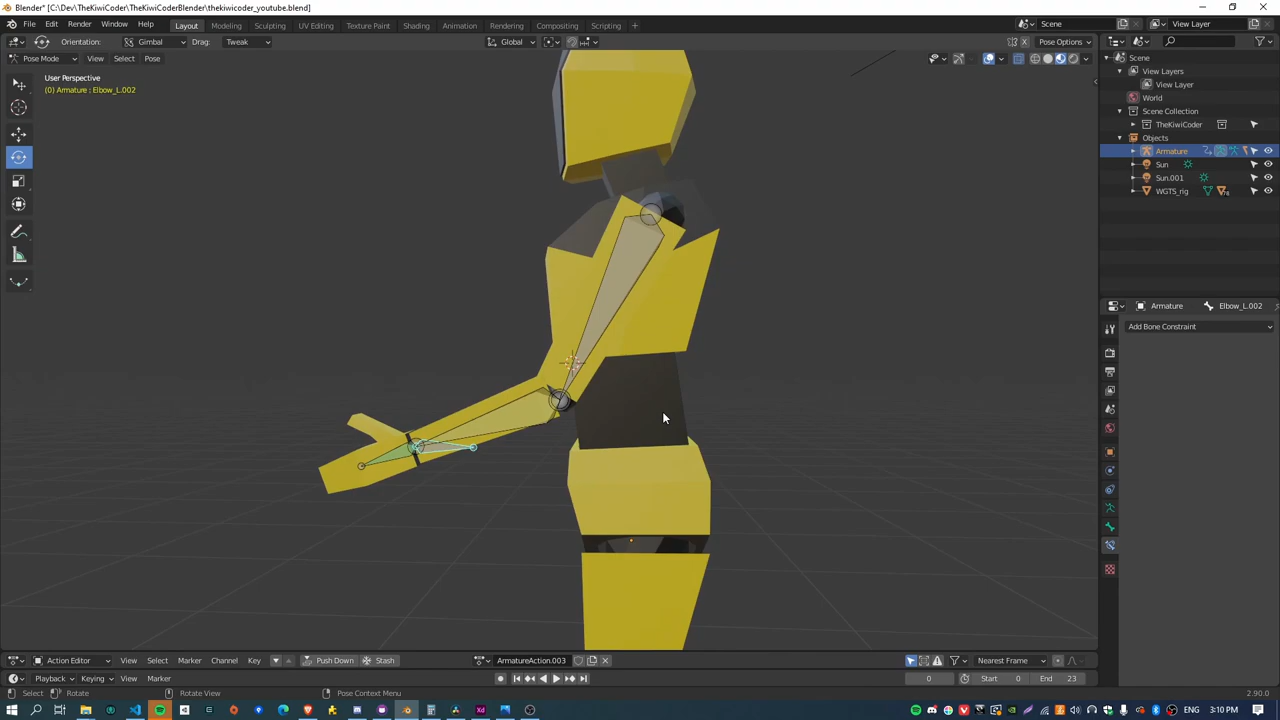 Blender* [C:\Dev\TheKiwiCoderBlender\thekiwicoder_youtube.blend]
File Edit Render Window Help Layout Modeling Sculpting UV Editing Texture Paint Shading Animation Rendering Compositing Scripting Scene View Layer
Orientation: Gimbal Drag: Tweak Global Pose Options
Pose Mode View Select Pose
User Perspective
(0) Armature : Elbow_L.002
Scene
View Layers
View Layer
World
Scene Collection
TheKiwiCoder
Objects
Armature
Sun
Sun.001
WGTS_rig
Armature Elbow_L.002
Add Bone Constraint
Action Editor View Select Marker Channel Key Push Down Stash ArmatureAction.003 Nearest Frame
Playback Keying View Marker 0 Start 0 End 23
Select Rotate Rotate View Pose Context Menu 2.90.0
3:10 PM